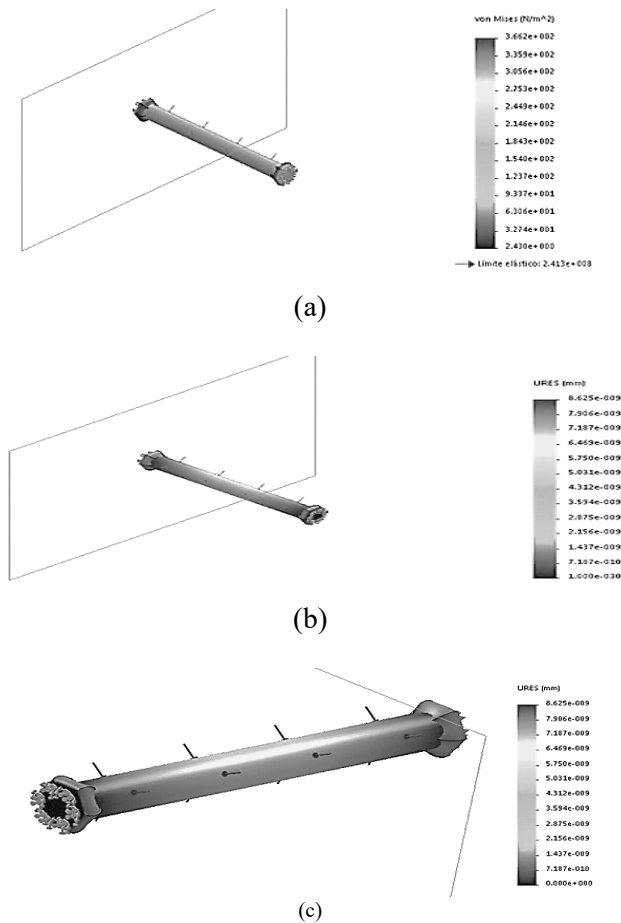 von Mises (N/m^2)
3.662e+002
3.359e+002
3.056e+002
2.753e+002
2.449e+002
2.146e+002
1.843e+002
1.540e+002
1.237e+002
9.337e+001
6.306e+001
3.274e+001
2.430e+000
Límite elástico: 2.413e+008
(a)
URES (mm)
8.625e-009
7.906e-009
7.187e-009
6.469e-009
5.750e-009
5.031e-009
4.312e-009
3.594e-009
2.875e-009
2.156e-009
1.437e-009
7.187e-010
1.000e-030
(b)
URES (mm)
8.625e-009
7.906e-009
7.187e-009
6.469e-009
5.750e-009
5.031e-009
4.312e-009
3.594e-009
2.875e-009
2.156e-009
1.437e-009
7.187e-010
0.000e+000
(c)